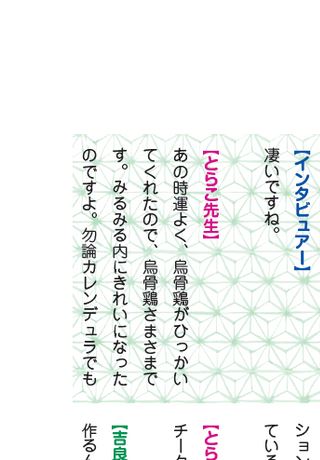 【インタビュアー】
凄いですね。
【とらこ先生】
あの時運よく、烏骨鶏がひっかい
てくれたので、烏骨鶏さまさまで
す。みるみる内にきれいになった
のですよ。勿論カレンデュラでも
ション
ている
【とら
チーク
【吉良
作るん